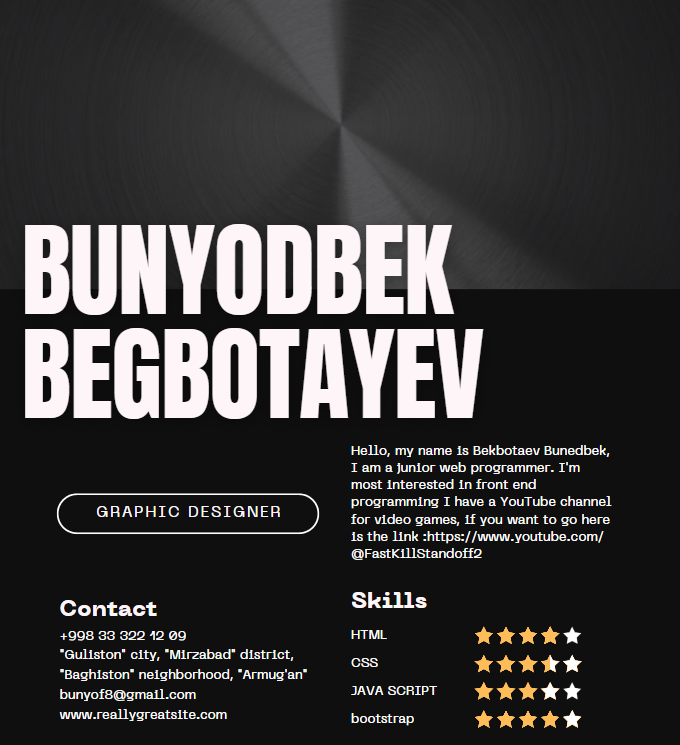 BUNYODBEK
BEGBOTAYEV
Hello, my name is Bekbotaev Bunedbek,
I am a junior web programmer. I'm
most interested in front end
programming I have a YouTube channel
for video games, if you want to go here
is the link :https://www.youtube.com/
@FastKillStandoff2
GRAPHIC DESIGNER
Contact
+998 33 322 12 09
"Guliston" city, "Mirzabad" district,
"Baghiston" neighborhood, "Armug'an"
bunyof8@gmail.com
www.reallygreatsite.com
Skills
HTML
CSS
JAVA SCRIPT
bootstrap